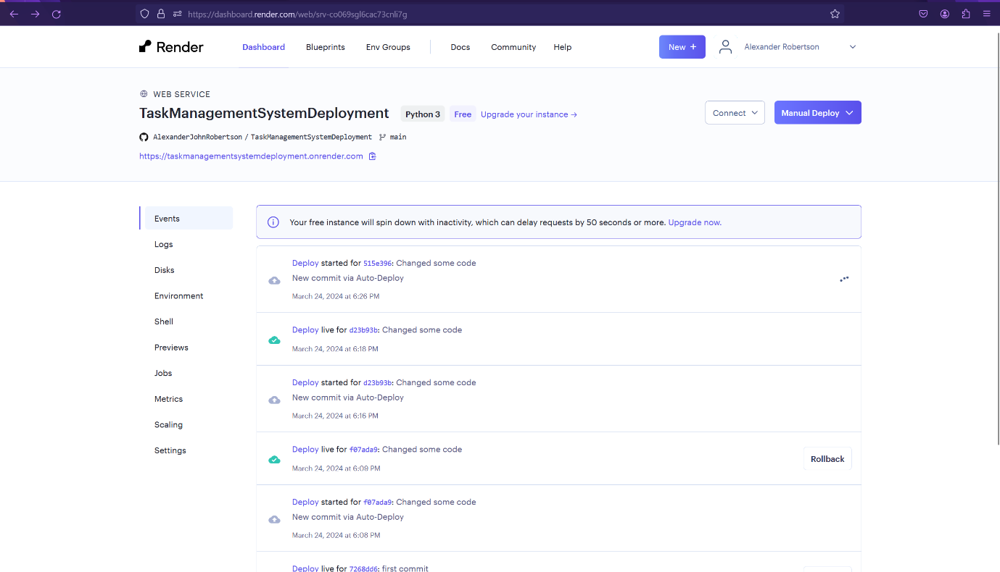 https://dashboard.render.com/web/srv-co069sgl6cac73cnli7g
Render Dashboard Blueprints Env Groups Docs Community Help New + Alexander Robertson
WEB SERVICE
TaskManagementSystemDeployment Python 3 Free Upgrade your instance → Connect Manual Deploy
AlexanderJohnRobertson / TaskManagementSystemDeployment main
https://taskmanagementsystemdeployment.onrender.com
Events
Logs
Disks
Environment
Shell
Previews
Jobs
Metrics
Scaling
Settings
Your free instance will spin down with inactivity, which can delay requests by 50 seconds or more. Upgrade now.
Deploy started for 515e396: Changed some code
New commit via Auto-Deploy
March 24, 2024 at 6:26 PM
Deploy live for d23b93b: Changed some code
March 24, 2024 at 6:18 PM
Deploy started for d23b93b: Changed some code
New commit via Auto-Deploy
March 24, 2024 at 6:16 PM
Deploy live for f07ada9: Changed some code
March 24, 2024 at 6:09 PM
Rollback
Deploy started for f07ada9: Changed some code
New commit via Auto-Deploy
March 24, 2024 at 6:08 PM
Deploy live for 7268dd6: first commit